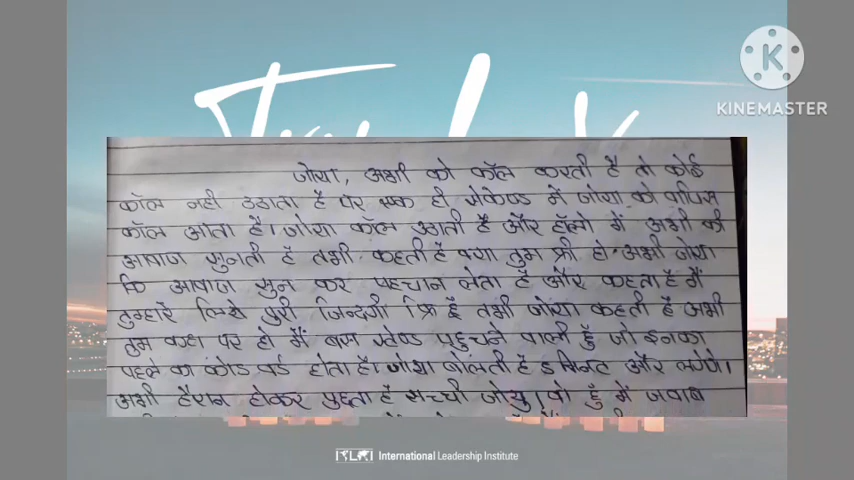 KINEMASTER
जोया, अभी को कॉल करती है तो कोई
कॉल नही उठाता है पर एक ही सेकेण्ड में जोया को वापिस
कॉल आता है। जोया कॉल उठाती है और हॅलो में अभी की
आवाज सुनती है तभी कहती है क्या तुम फ्री हो. अभी जोया
कि आवाज सुन कर पहचान लेता है और कहता है मैं
तुम्हारे लिये पुरी जिन्दगी फ्रि हूँ तभी जोया कहती है अभी
तुम कहा पर हो मैं बस पहुचने वाली हूँ जो इनका
पहले का कोड वर्ड होता है। जोया बोलती है 5 मिनट और लगेगे।
अभी हैरान होकर पुछता है सच्ची जोयु। वो हूँ में जवाब
International Leadership Institute